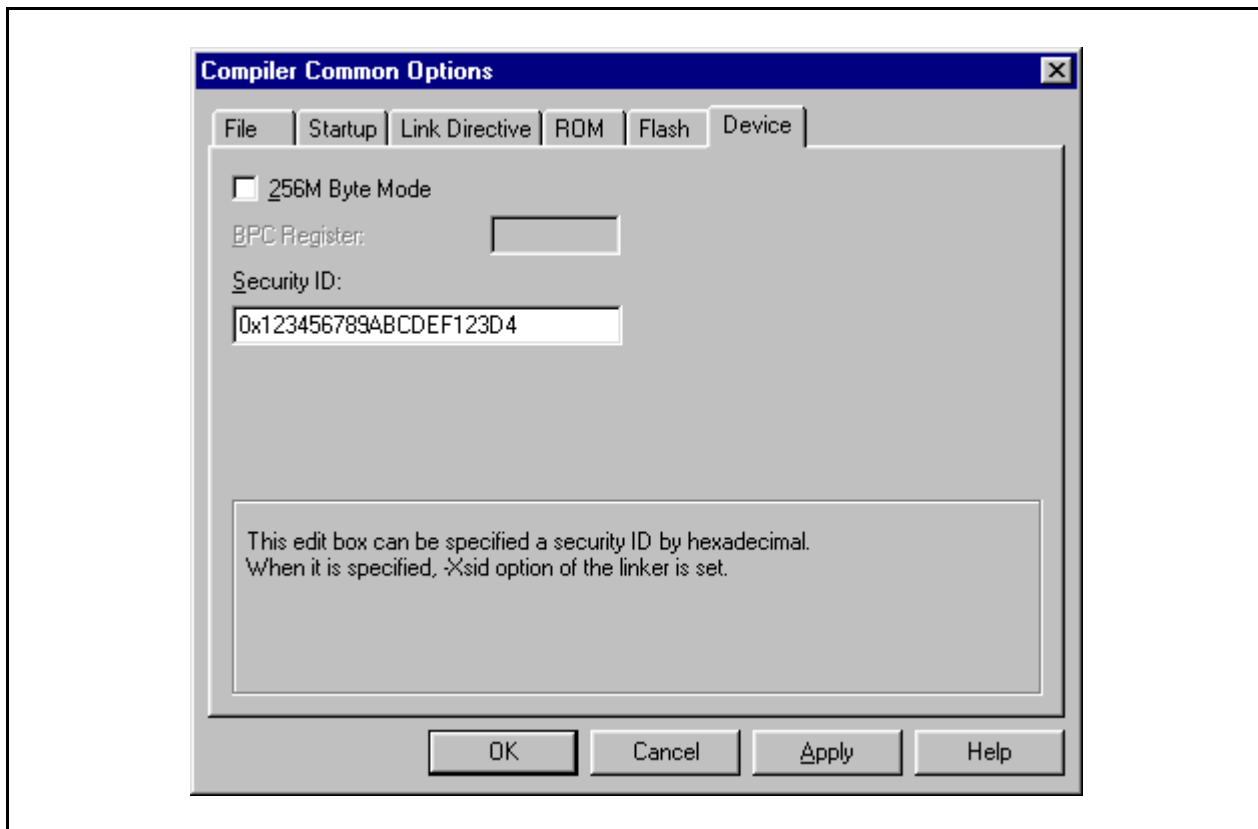 Compiler Common Options
File Startup Link Directive ROM Flash Device
256M Byte Mode
BPC Register:
Security ID:
0x123456789ABCDEF123D4
This edit box can be specified a security ID by hexadecimal.
When it is specified, -Xsid option of the linker is set.
OK Cancel Apply Help